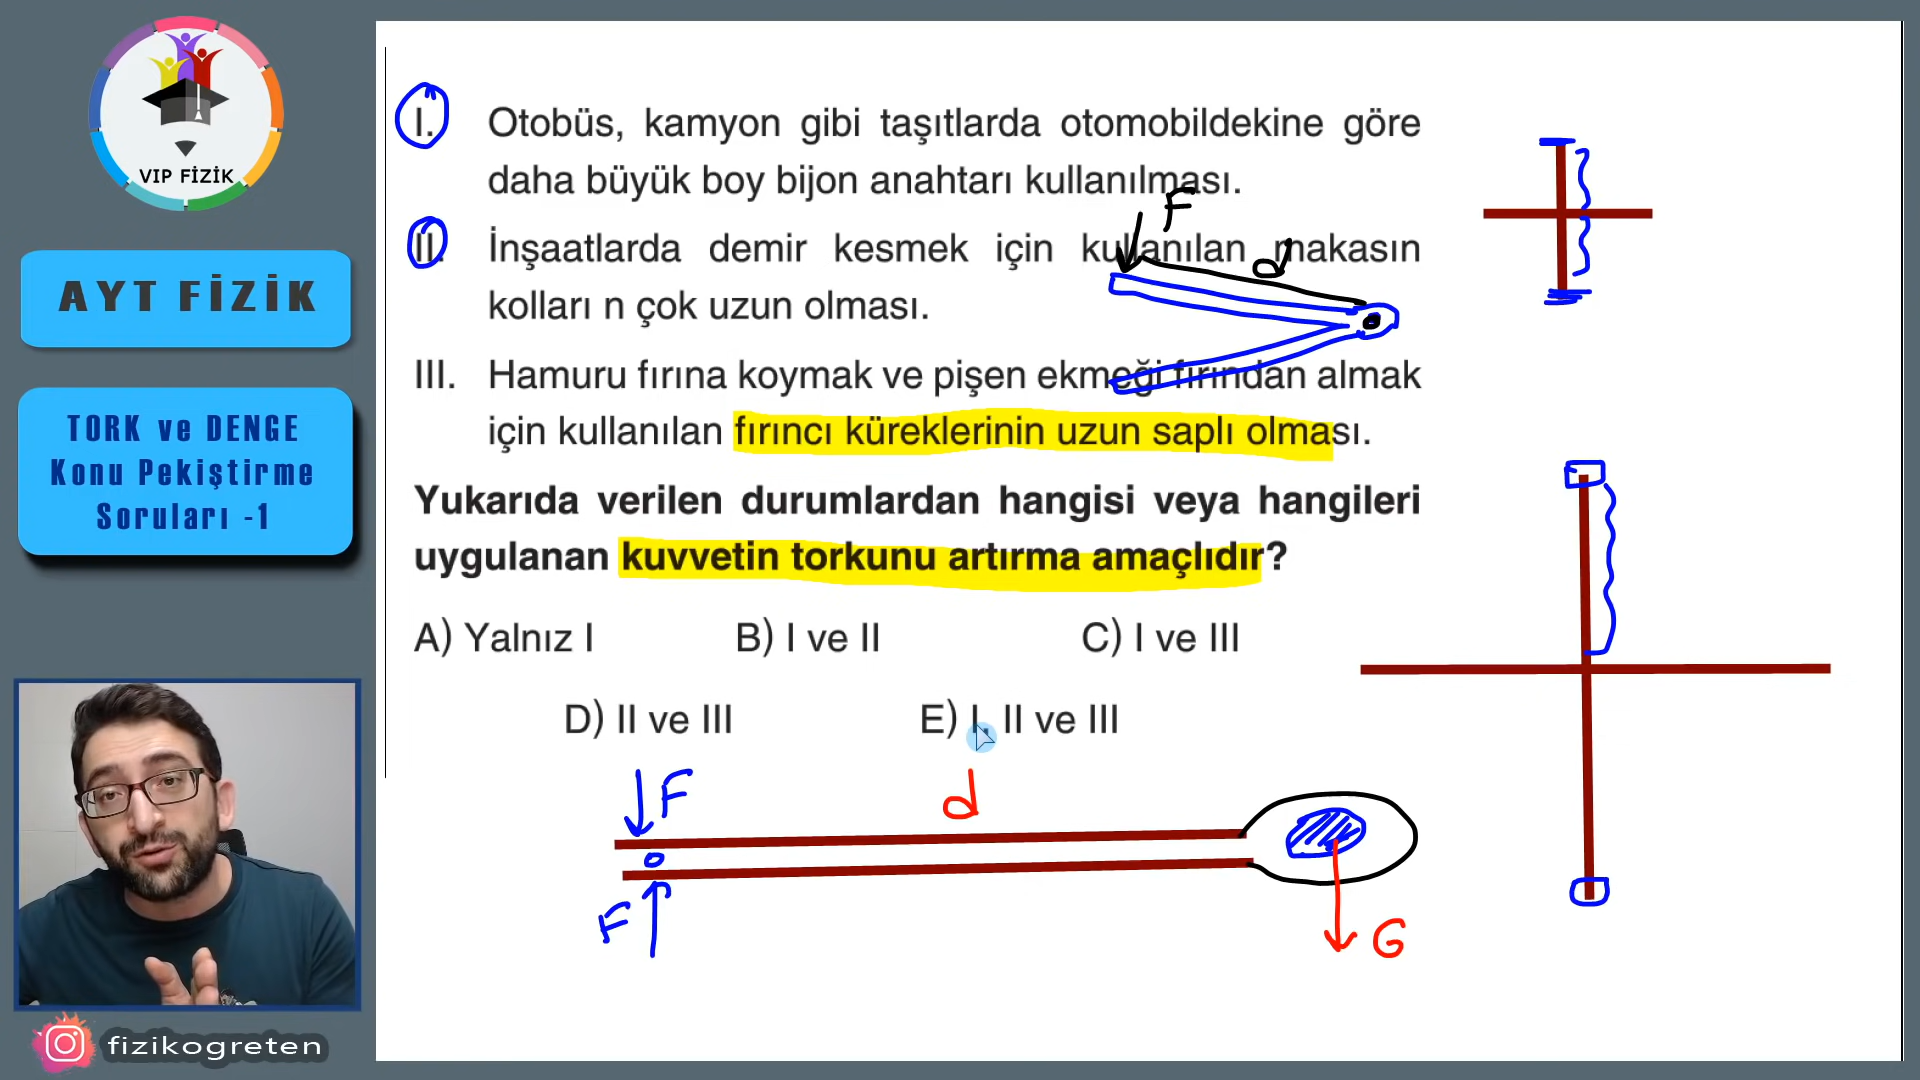 VIP FİZİK
AYT FİZİK
TORK ve DENGE
Konu Pekiştirme
Soruları -1
fizikogreten
I. Otobüs, kamyon gibi taşıtlarda otomobildekine göre
daha büyük boy bijon anahtarı kullanılması.
F
II. İnşaatlarda demir kesmek için kullanılan makasın
d
kolları n çok uzun olması.
III. Hamuru fırına koymak ve pişen ekmeği fırından almak
için kullanılan fırıncı küreklerinin uzun saplı olması.
Yukarıda verilen durumlardan hangisi veya hangileri
uygulanan kuvvetin torkunu artırma amaçlıdır?
A) Yalnız I B) I ve II C) I ve III
D) II ve III E) I, II ve III
F d
F G